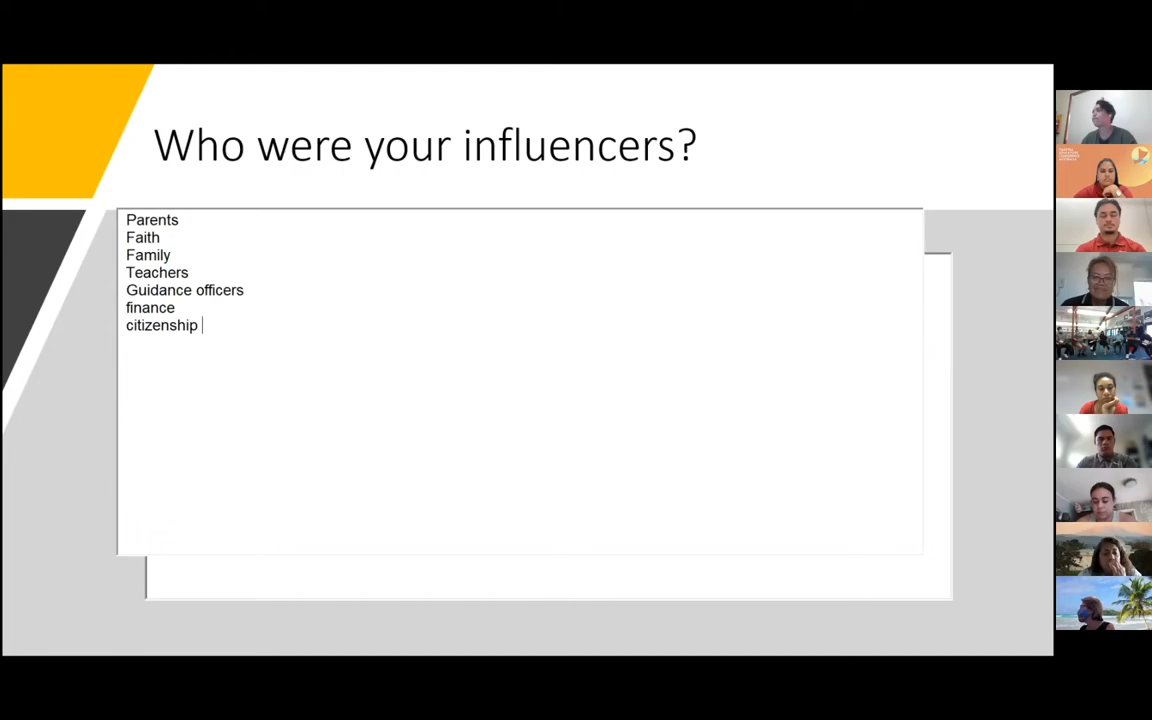 Who were your influencers?
Parents
Faith
Family
Teachers
Guidance officers
finance
citizenship